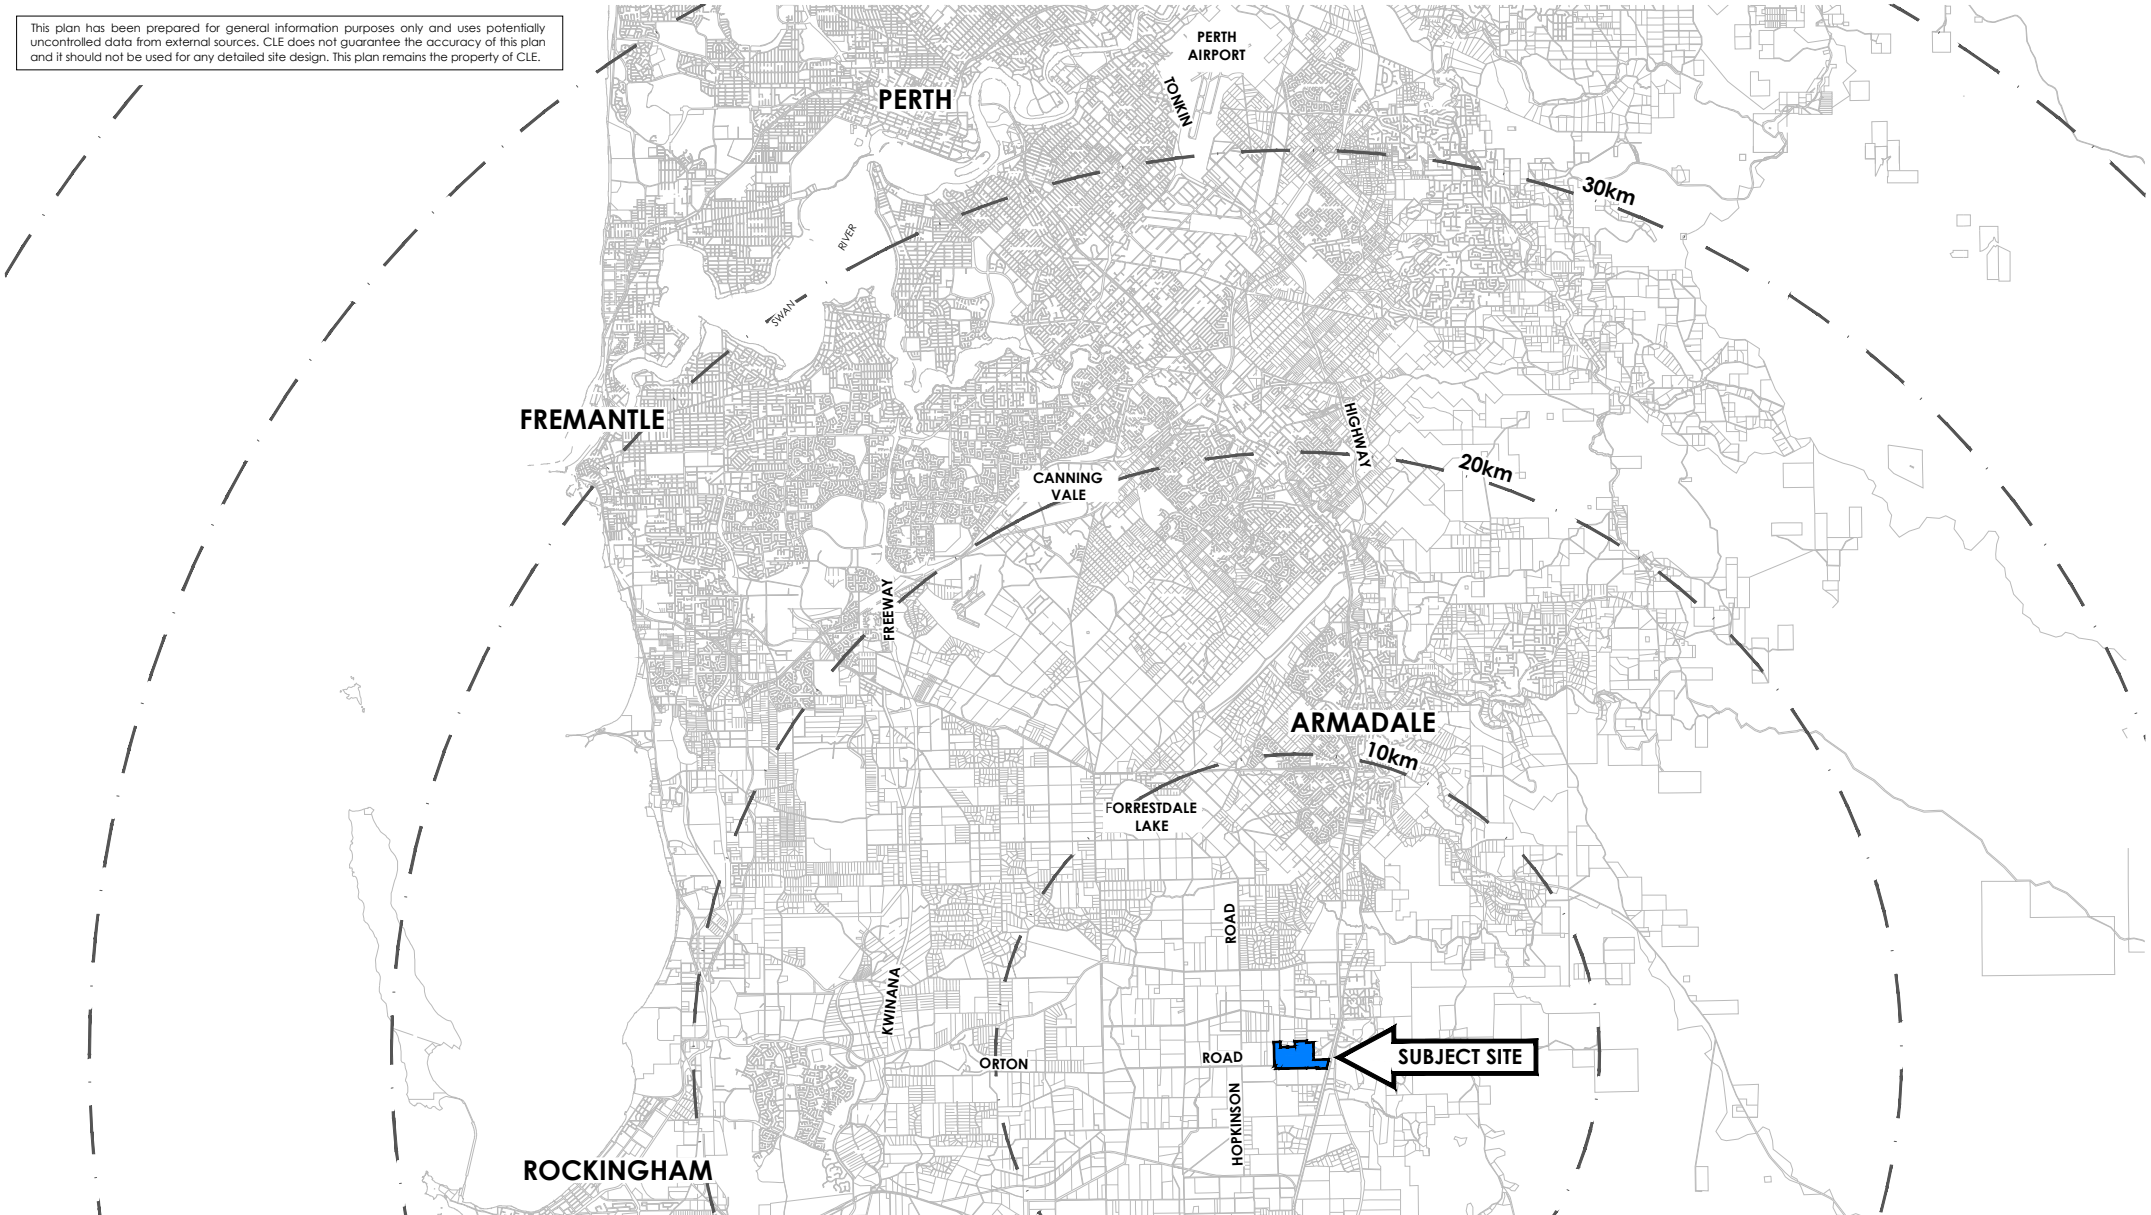 This plan has been prepared for general information purposes only and uses potentially
uncontrolled data from external sources. CLE does not guarantee the accuracy of this plan
and it should not be used for any detailed site design. This plan remains the property of CLE.
PERTH
AIRPORT
TONKIN
PERTH
30km
RIVER
SWAN
FREMANTLE
HIGHWAY
20km
CANNING
VALE
FREEWAY
ARMADALE
10km
FORRESTDALE
LAKE
ROAD
KWINANA
ORTON
ROAD
SUBJECT SITE
HOPKINSON
ROCKINGHAM